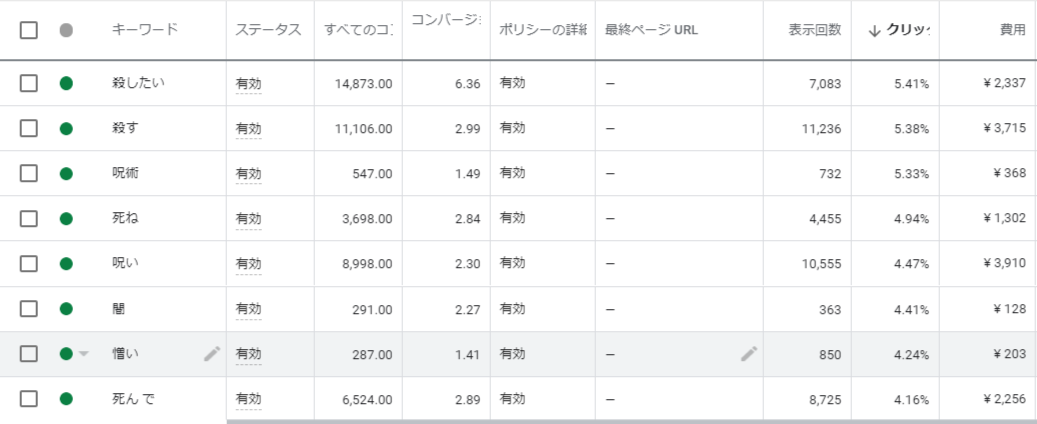 キーワード ステータス すべてのコ コンバージ ポリシーの詳細 最終ページ URL 表示回数 ↓ クリッ 費用
殺したい 有効 14,873.00 6.36 有効 – 7,083 5.41% ¥2,337
殺す 有効 11,106.00 2.99 有効 – 11,236 5.38% ¥3,715
呪術 有効 547.00 1.49 有効 – 732 5.33% ¥368
死ね 有効 3,698.00 2.84 有効 – 4,455 4.94% ¥1,302
呪い 有効 8,998.00 2.30 有効 – 10,555 4.47% ¥3,910
闇 有効 291.00 2.27 有効 – 363 4.41% ¥128
憎い 有効 287.00 1.41 有効 – 850 4.24% ¥203
死ん で 有効 6,524.00 2.89 有効 – 8,725 4.16% ¥2,256